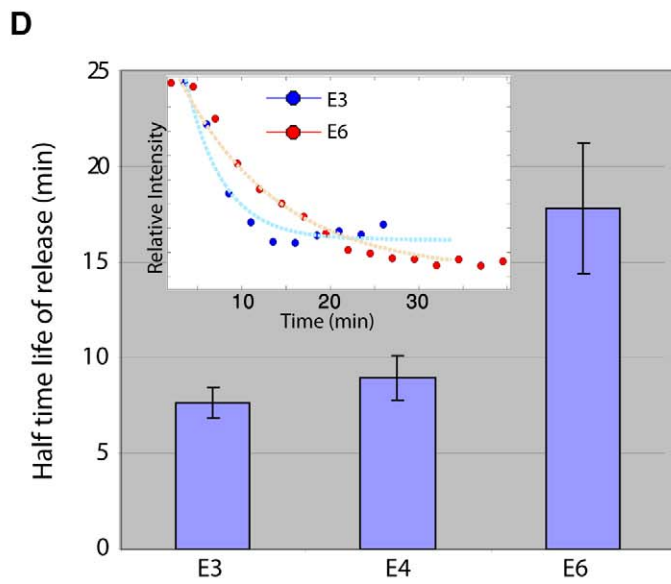 D
25
20
15
10
5
0
Half time life of release (min)
E3
E6
Relative Intensity
10 20 30
Time (min)
E3 E4 E6